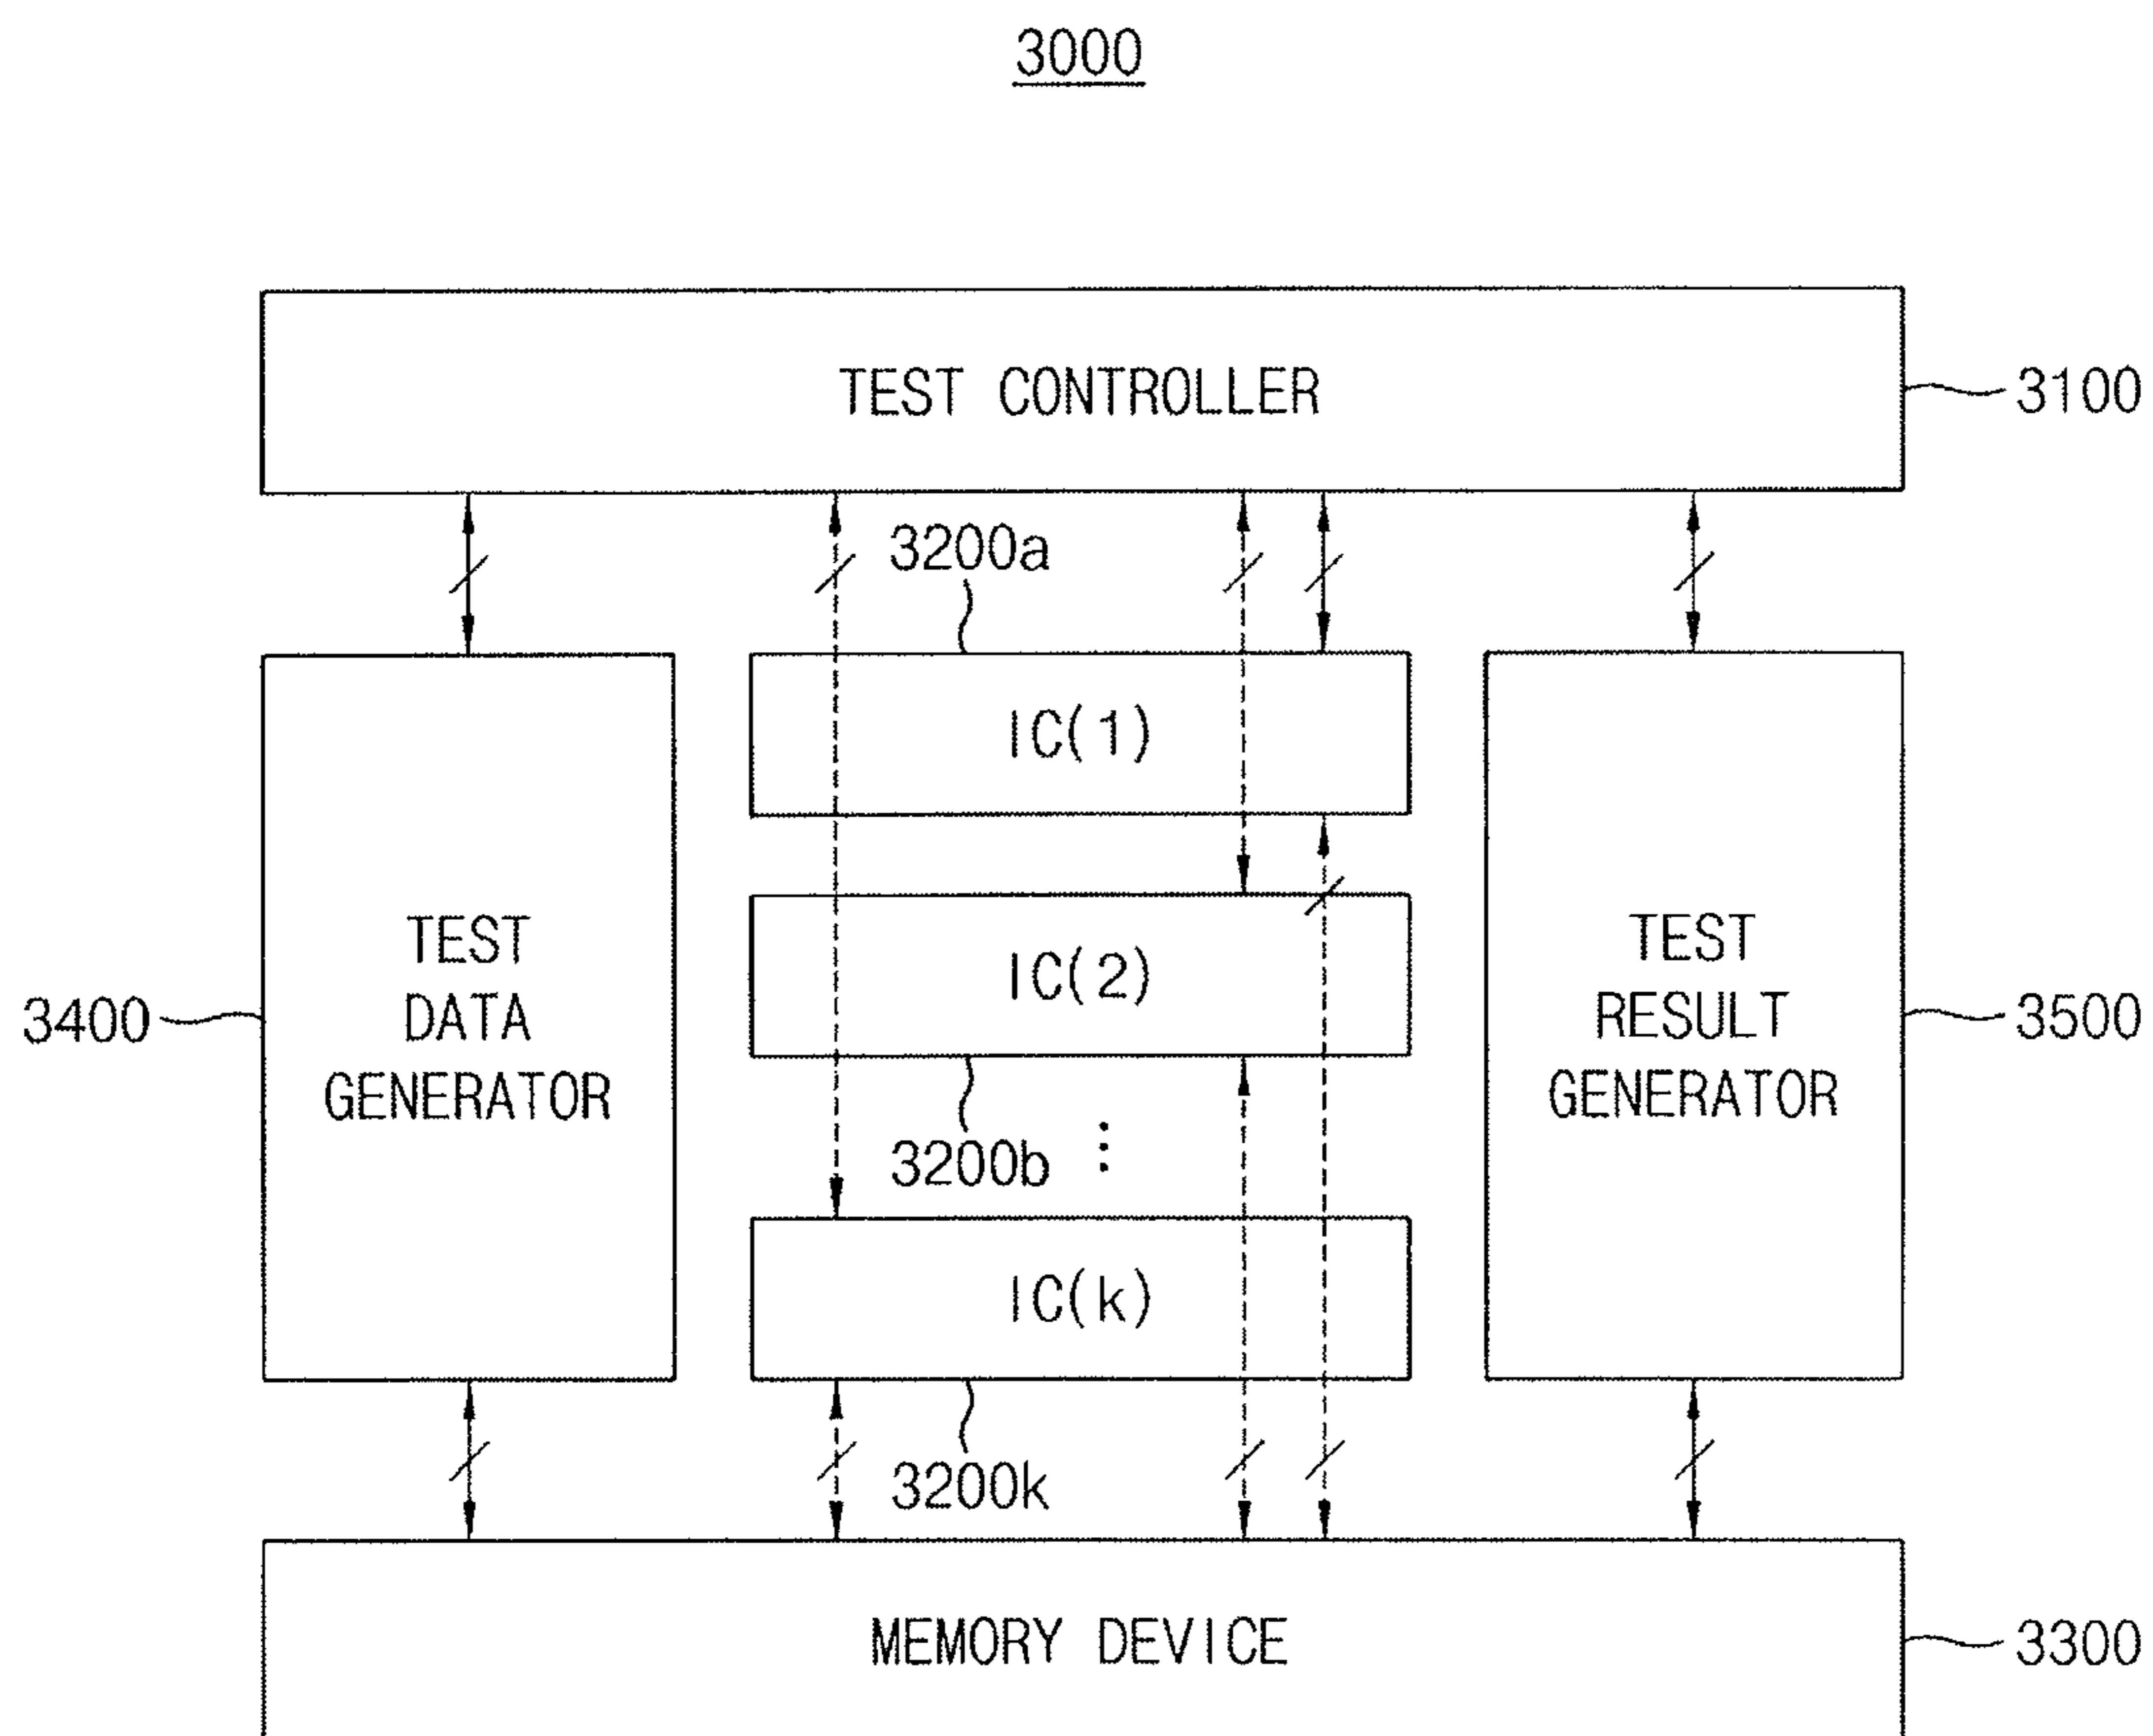 3000
TEST CONTROLLER
3100
3200a
IC(1)
IC(2)
3200b
⋮
IC(k)
3200k
TEST
DATA
GENERATOR
3400
TEST
RESULT
GENERATOR
3500
MEMORY DEVICE
3300